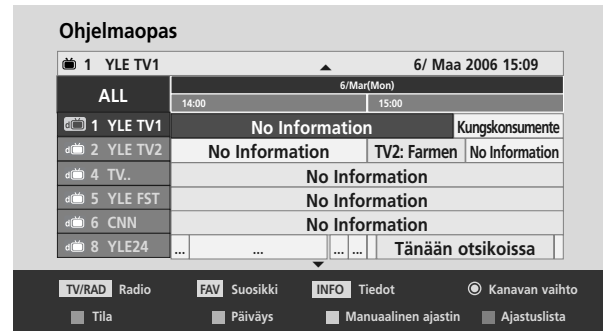 Ohjelmaopas
1 YLE TV1 6/ Maa 2006 15:09
ALL 6/Mar(Mon)
14:00 15:00
1 YLE TV1 No Information Kungskonsumente
2 YLE TV2 No Information TV2: Farmen No Information
4 TV.. No Information
5 YLE FST No Information
6 CNN No Information
8 YLE24 ... ... ... ... Tänään otsikoissa
TV/RAD Radio FAV Suosikki INFO Tiedot Kanavan vaihto
Tila Päiväys Manuaalinen ajastin Ajastuslista